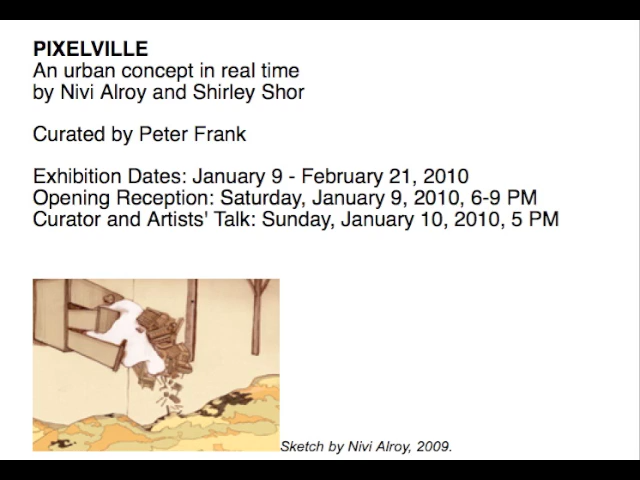 PIXELVILLE
An urban concept in real time
by Nivi Alroy and Shirley Shor
Curated by Peter Frank
Exhibition Dates: January 9 - February 21, 2010
Opening Reception: Saturday, January 9, 2010, 6-9 PM
Curator and Artists' Talk: Sunday, January 10, 2010, 5 PM
Sketch by Nivi Alroy, 2009.